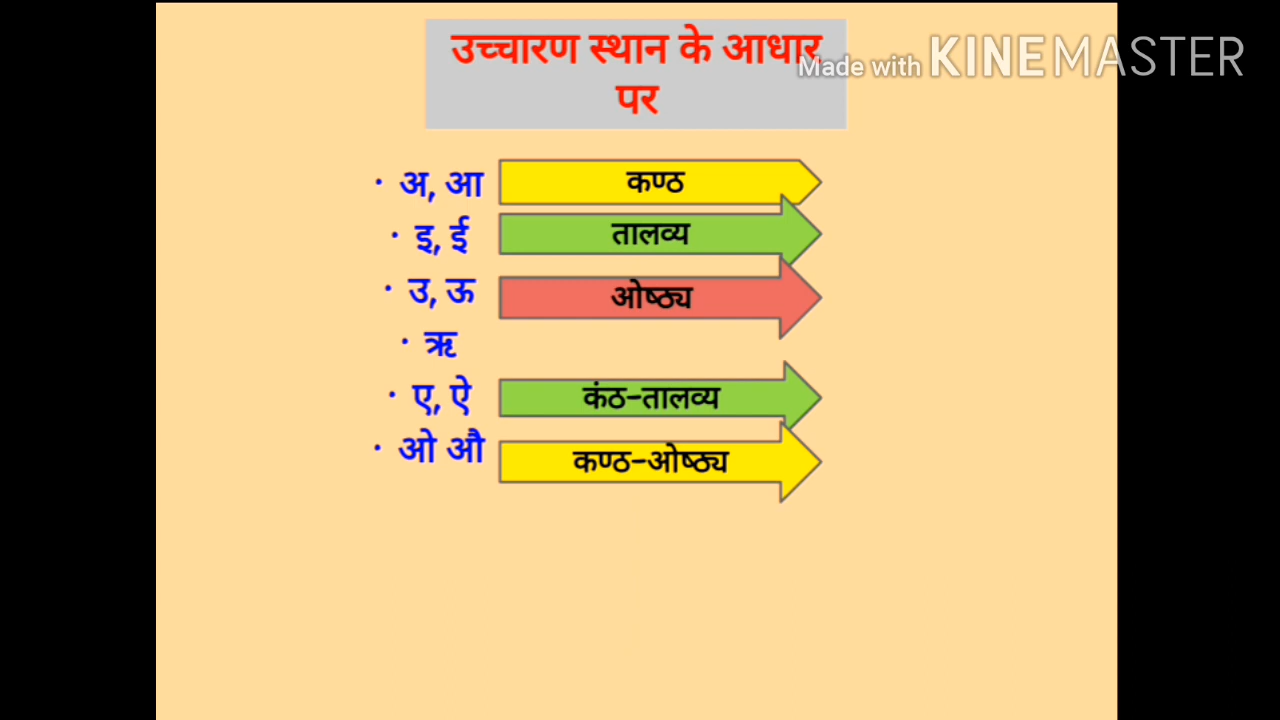 उच्चारण स्थान के आधार
पर
Made with KINEMASTER
· अ, आ कण्ठ
· इ, ई तालव्य
· उ, ऊ ओष्ठ्य
· ऋ
· ए, ऐ कंठ-तालव्य
· ओ औ कण्ठ-ओष्ठ्य